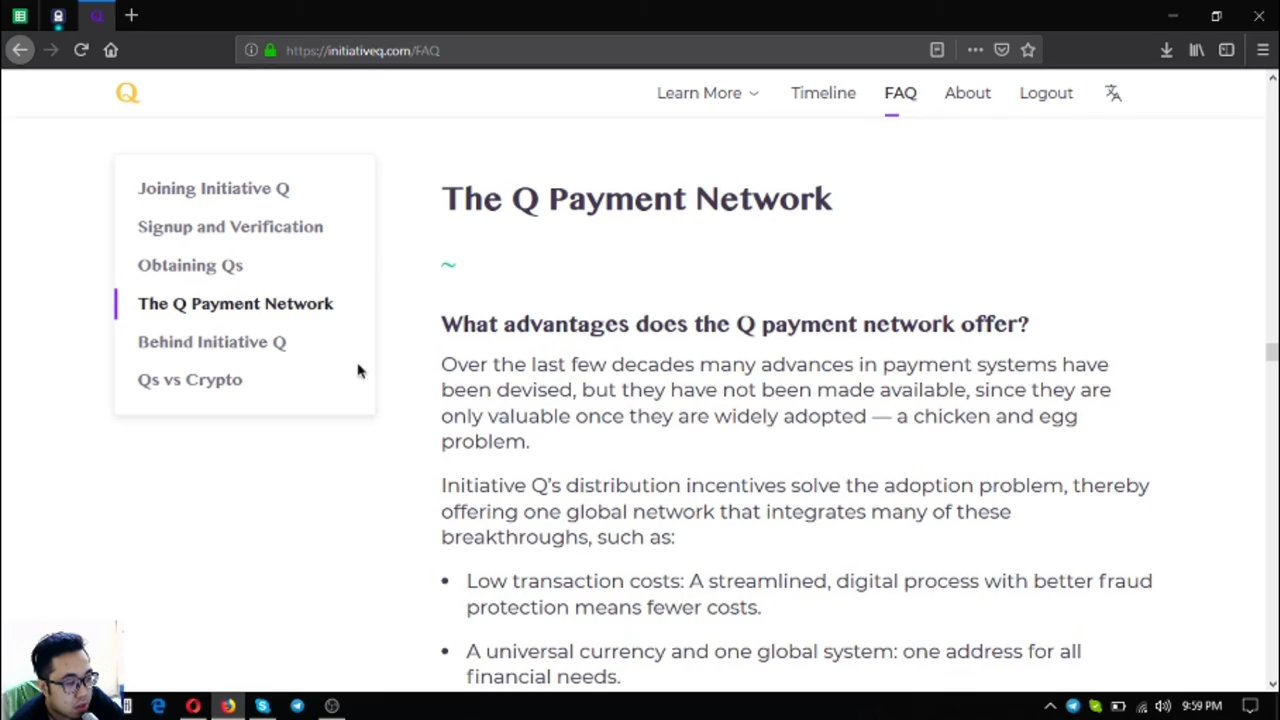 https://initiativeq.com/FAQ
Q
Learn More
Timeline
FAQ
About
Logout
Joining Initiative Q
Signup and Verification
Obtaining Qs
The Q Payment Network
Behind Initiative Q
Qs vs Crypto
The Q Payment Network
~
What advantages does the Q payment network offer?
Over the last few decades many advances in payment systems have
been devised, but they have not been made available, since they are
only valuable once they are widely adopted — a chicken and egg
problem.
Initiative Q's distribution incentives solve the adoption problem, thereby
offering one global network that integrates many of these
breakthroughs, such as:
• Low transaction costs: A streamlined, digital process with better fraud
protection means fewer costs.
• A universal currency and one global system: one address for all
financial needs.
9:59 PM